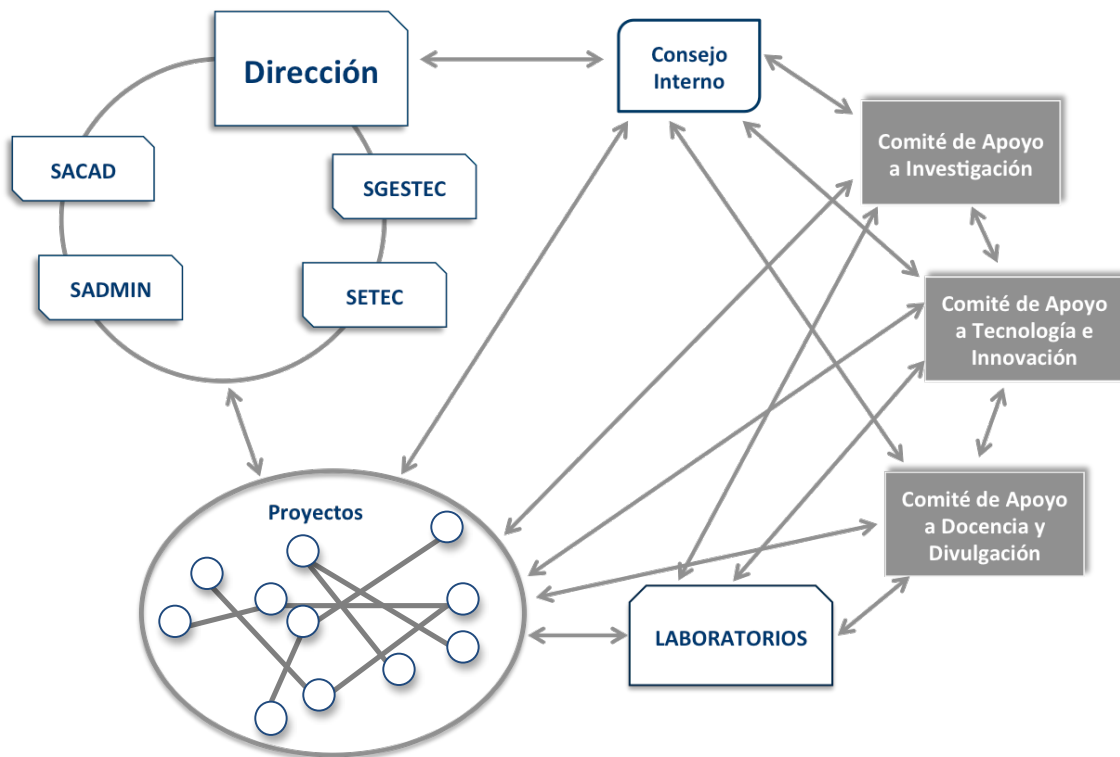 Dirección
SACAD
SGESTEC
SADMIN
SETEC
Consejo
Interno
Comité de Apoyo
a Investigación
Comité de Apoyo
a Tecnología e
Innovación
Comité de Apoyo
a Docencia y
Divulgación
Proyectos
LABORATORIOS